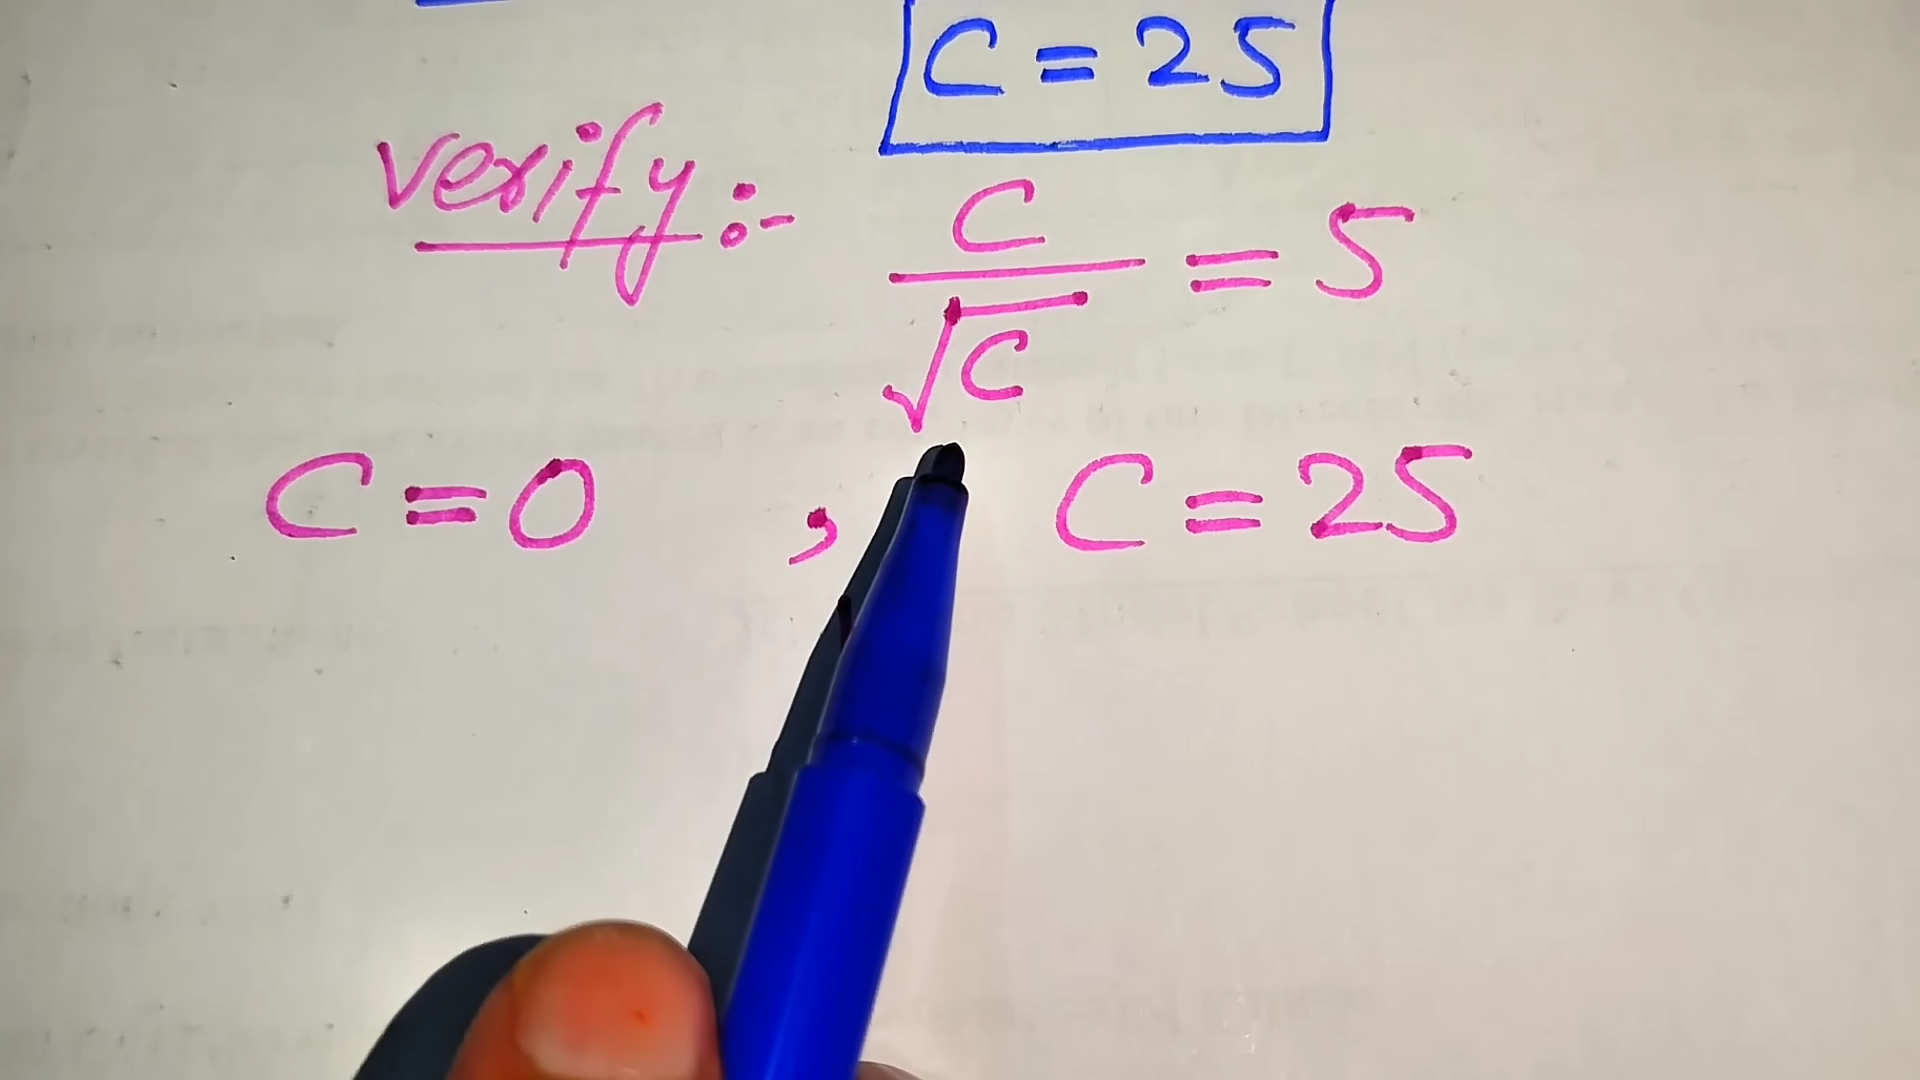 C = 25
verify :- C/√C = 5
C = 0 , C = 25